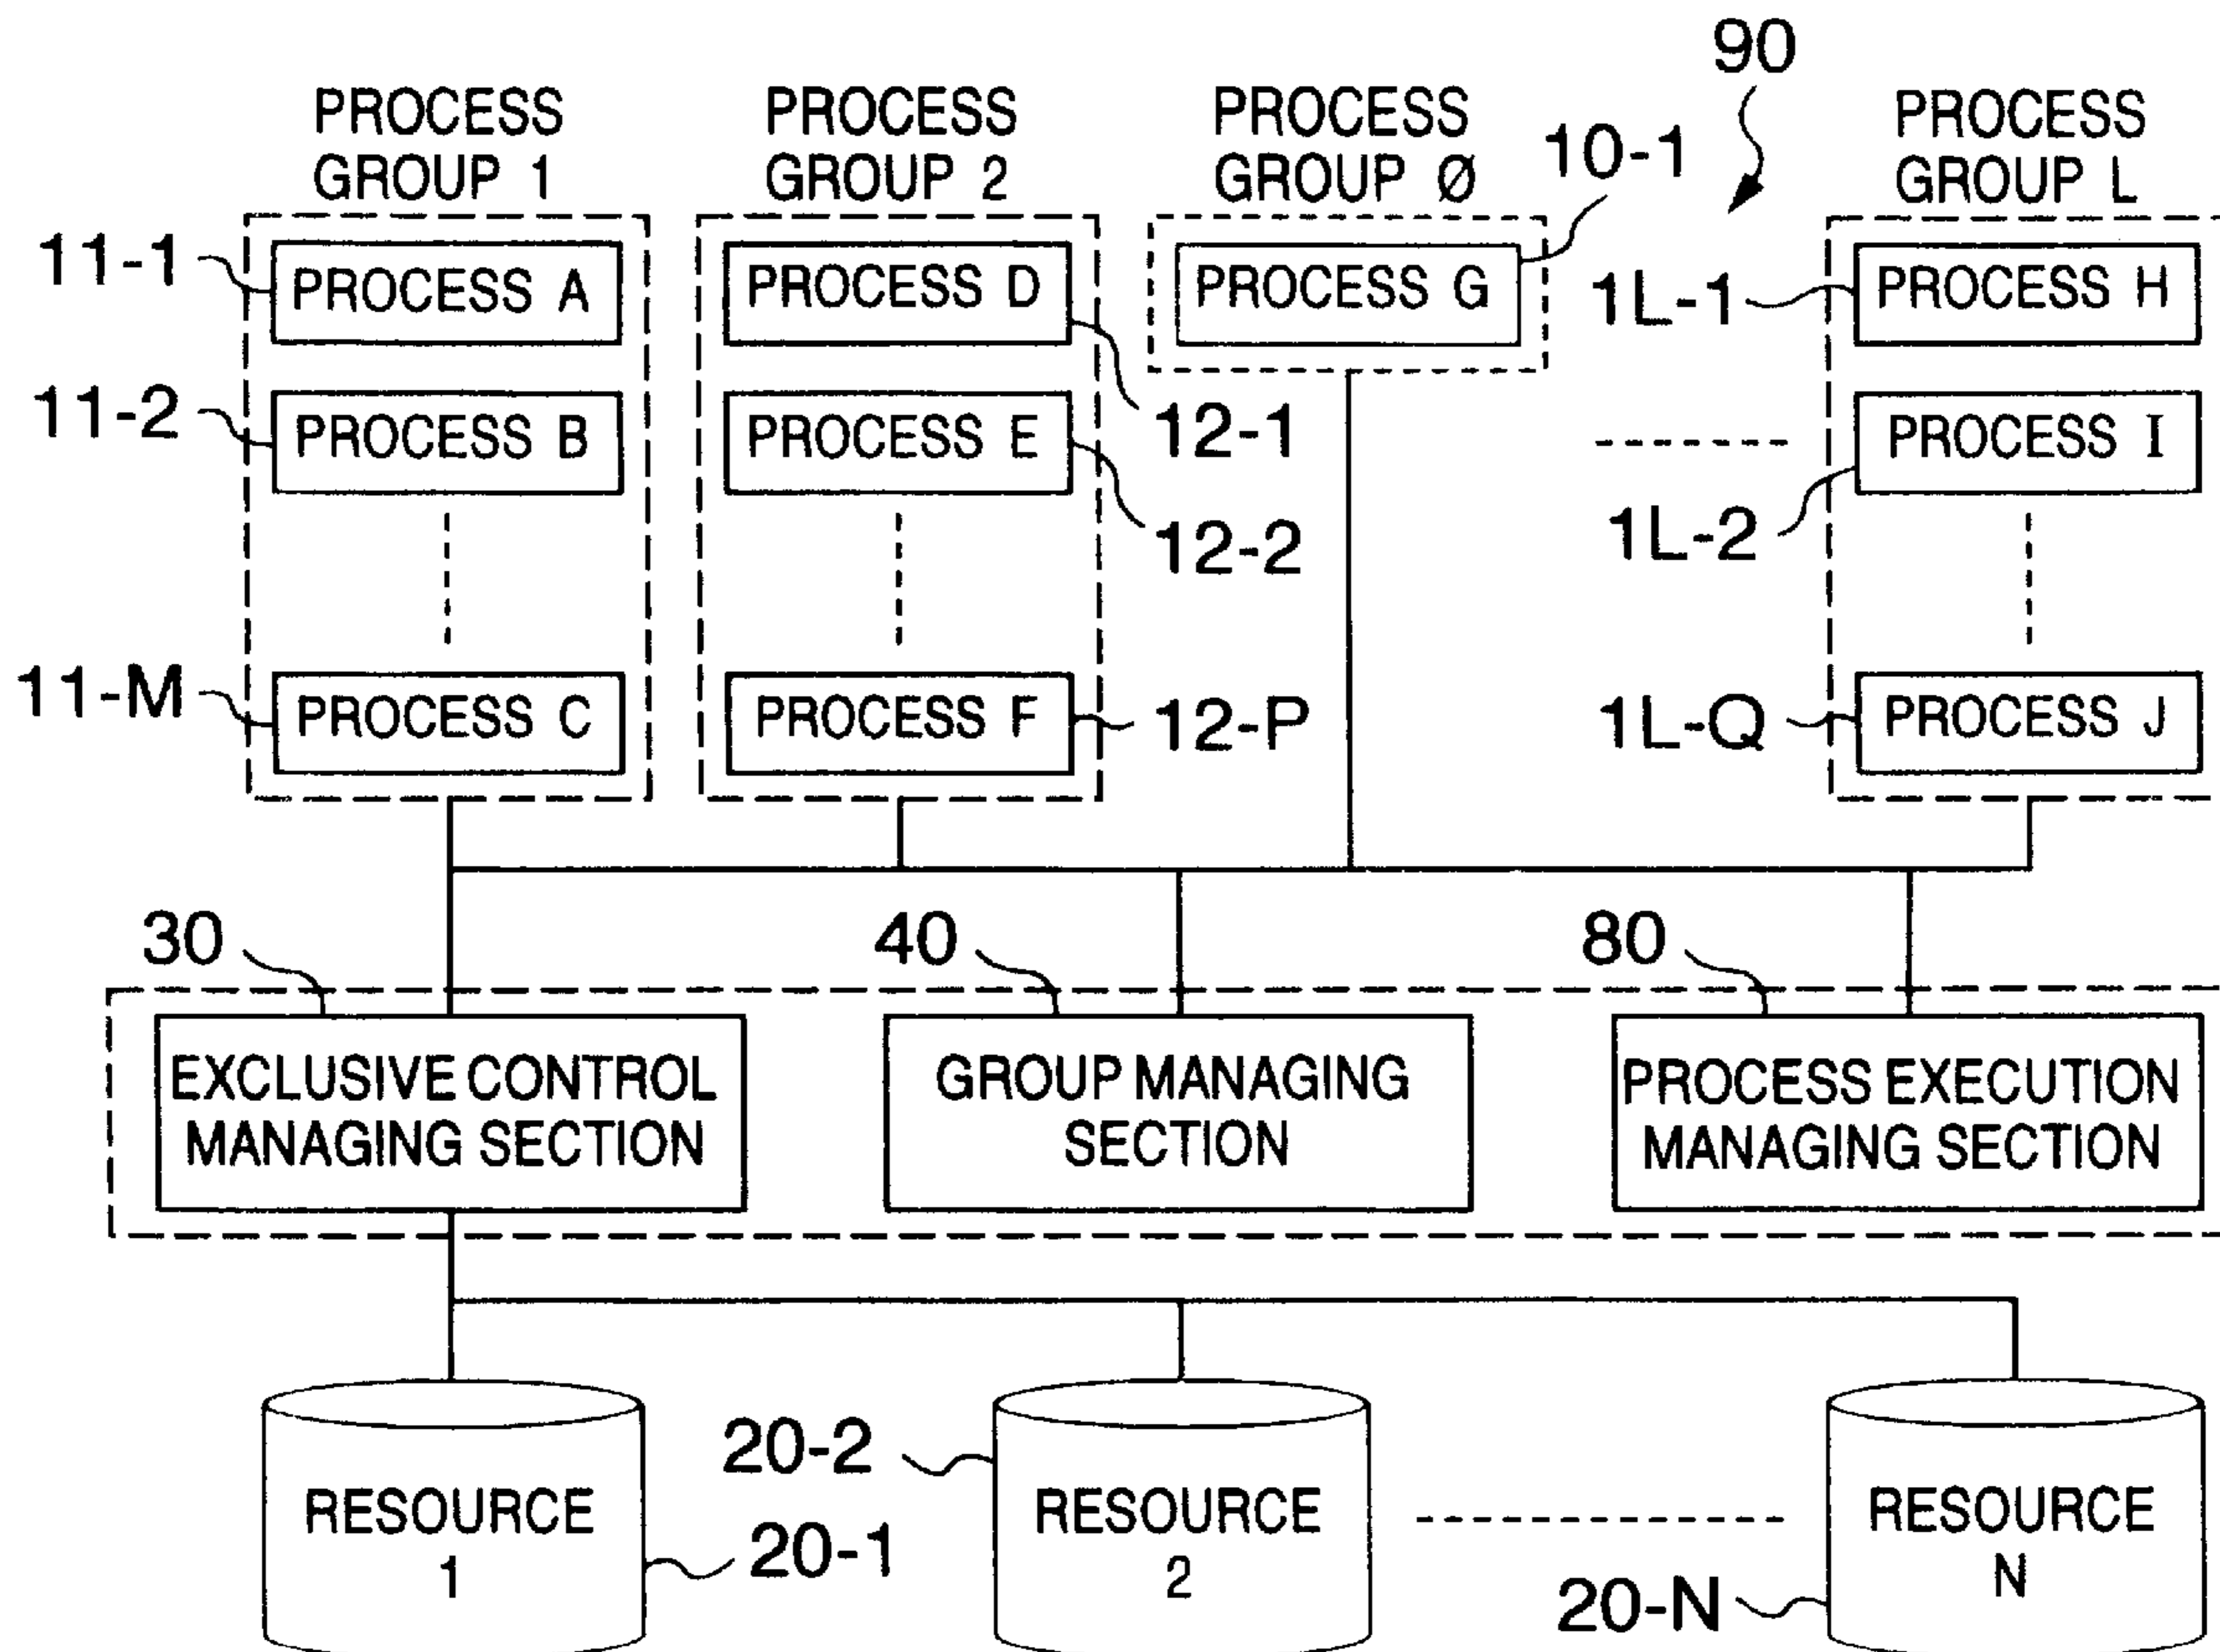 90
PROCESS
GROUP 1
PROCESS
GROUP 2
PROCESS
GROUP Ø
10-1
PROCESS
GROUP L
11-1
PROCESS A
PROCESS D
PROCESS G
1L-1
PROCESS H
11-2
PROCESS B
PROCESS E
12-1
PROCESS I
12-2
1L-2
11-M
PROCESS C
PROCESS F
12-P
1L-Q
PROCESS J
30
40
80
EXCLUSIVE CONTROL
MANAGING SECTION
GROUP MANAGING
SECTION
PROCESS EXECUTION
MANAGING SECTION
RESOURCE
1
20-1
20-2
RESOURCE
2
20-N
RESOURCE
N